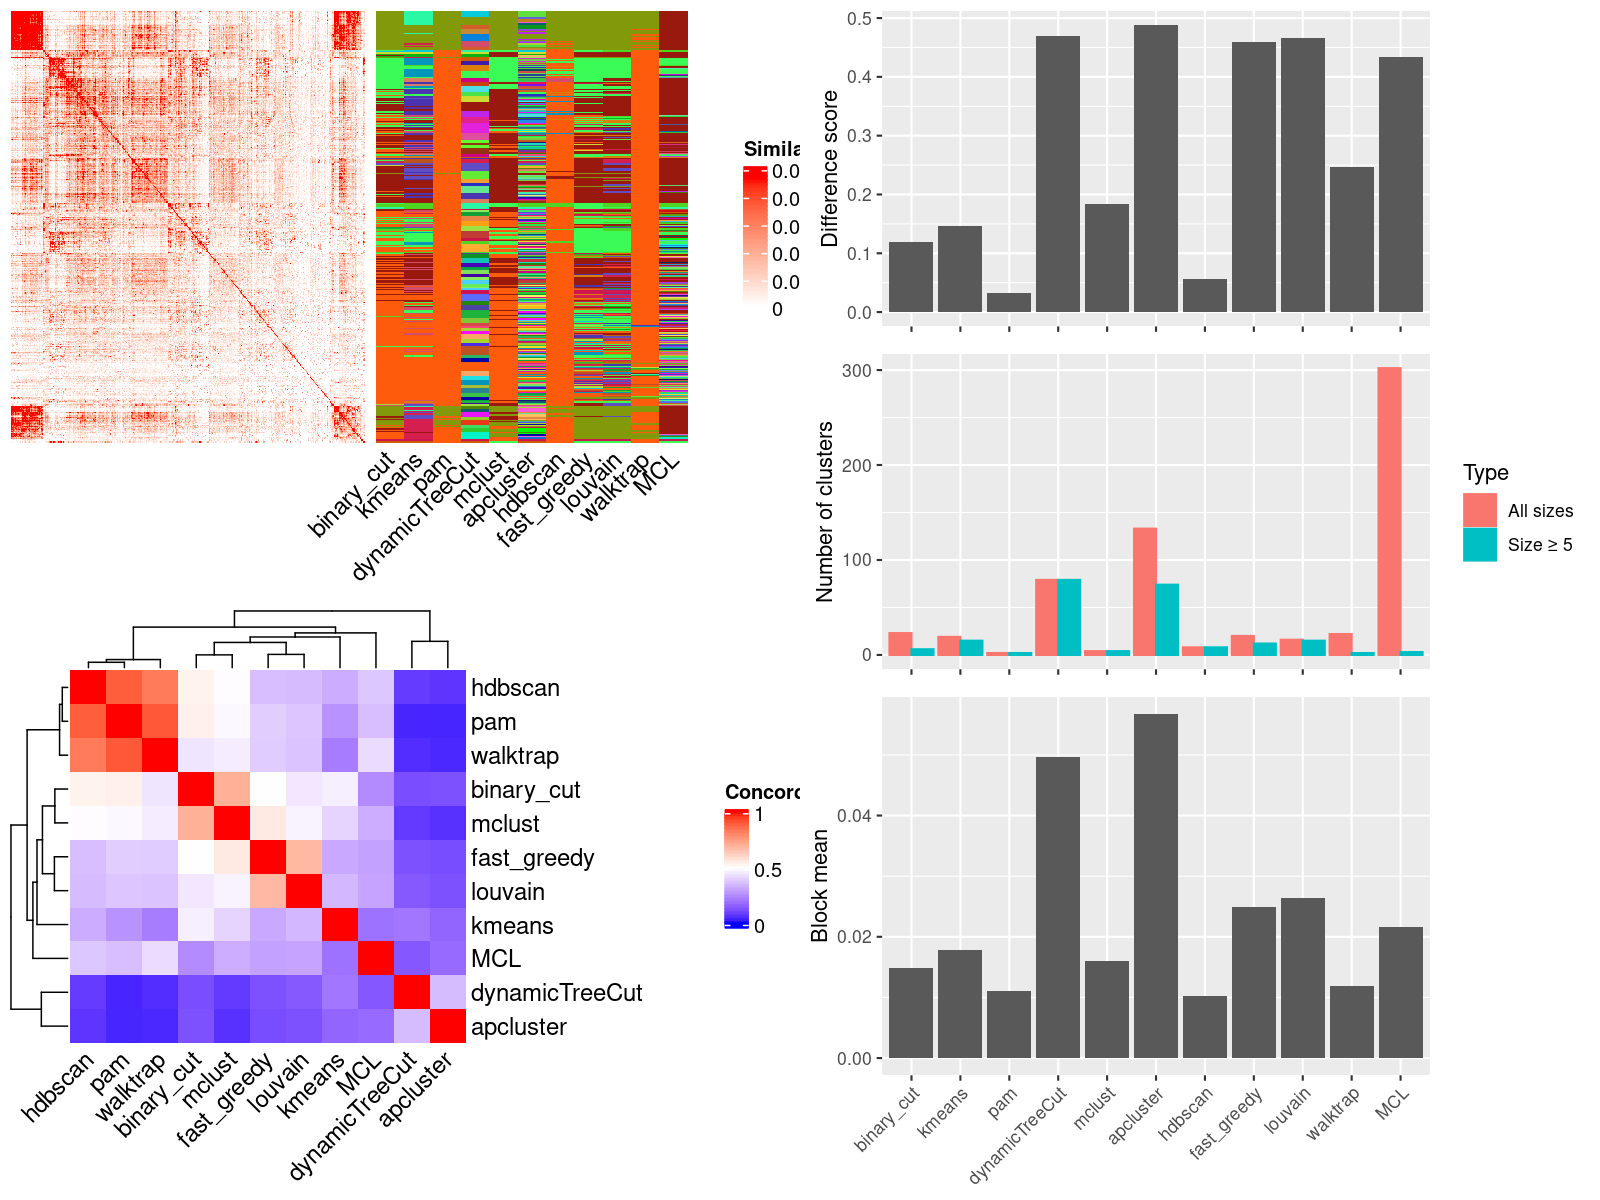 Simila
0.0
0.0
0.0
0.0
0.0
0
binary_cut
kmeans
pam
dynamicTreeCut
mclust
apcluster
hdbscan
fast_greedy
louvain
walktrap
MCL
hdbscan
pam
walktrap
binary_cut
mclust
fast_greedy
louvain
kmeans
MCL
dynamicTreeCut
apcluster
hdbscan
pam
walktrap
binary_cut
mclust
fast_greedy
louvain
kmeans
MCL
dynamicTreeCut
apcluster
Concor
1
0.5
0
Difference score
0.5
0.4
0.3
0.2
0.1
0.0
Number of clusters
300
200
100
0
Type
All sizes
Size ≥ 5
Block mean
0.04
0.02
0.00
binary_cut
kmeans
pam
dynamicTreeCut
mclust
apcluster
hdbscan
fast_greedy
louvain
walktrap
MCL